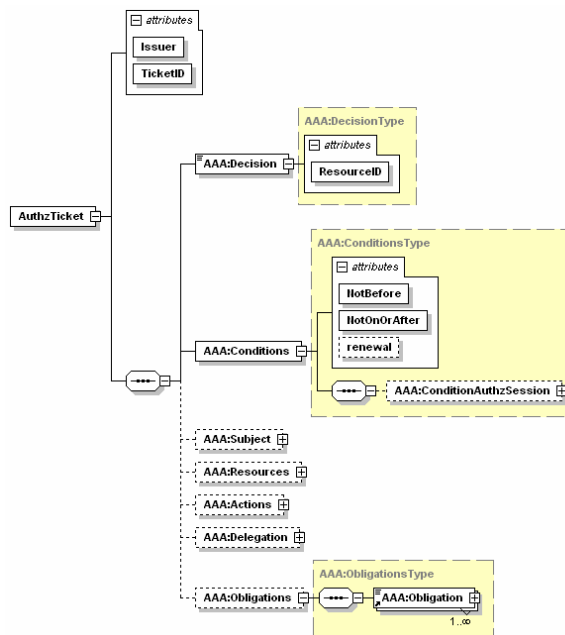 attributes
Issuer
TicketID
AAA:DecisionType
attributes
AAA:Decision
ResourceID
AuthzTicket
AAA:ConditionsType
attributes
NotBefore
NotOnOrAfter
AAA:Conditions
renewal
AAA:ConditionAuthzSession
AAA:Subject
AAA:Resources
AAA:Actions
AAA:Delegation
AAA:ObligationsType
AAA:Obligations
AAA:Obligation
1..∞